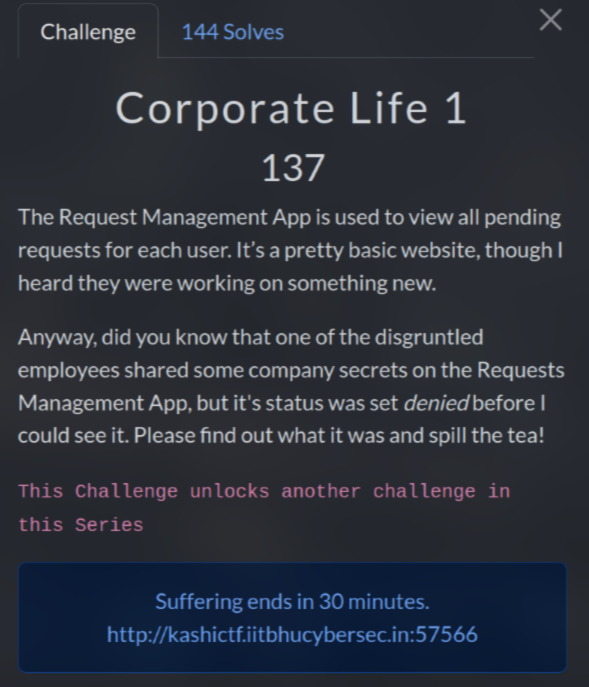 Challenge
144 Solves
Corporate Life 1
137
The Request Management App is used to view all pending
requests for each user. It's a pretty basic website, though I
heard they were working on something new.
Anyway, did you know that one of the disgruntled
employees shared some company secrets on the Requests
Management App, but it's status was set denied before I
could see it. Please find out what it was and spill the tea!
This Challenge unlocks another challenge in
this Series
Suffering ends in 30 minutes.
http://kashictf.iitbhucybersec.in:57566